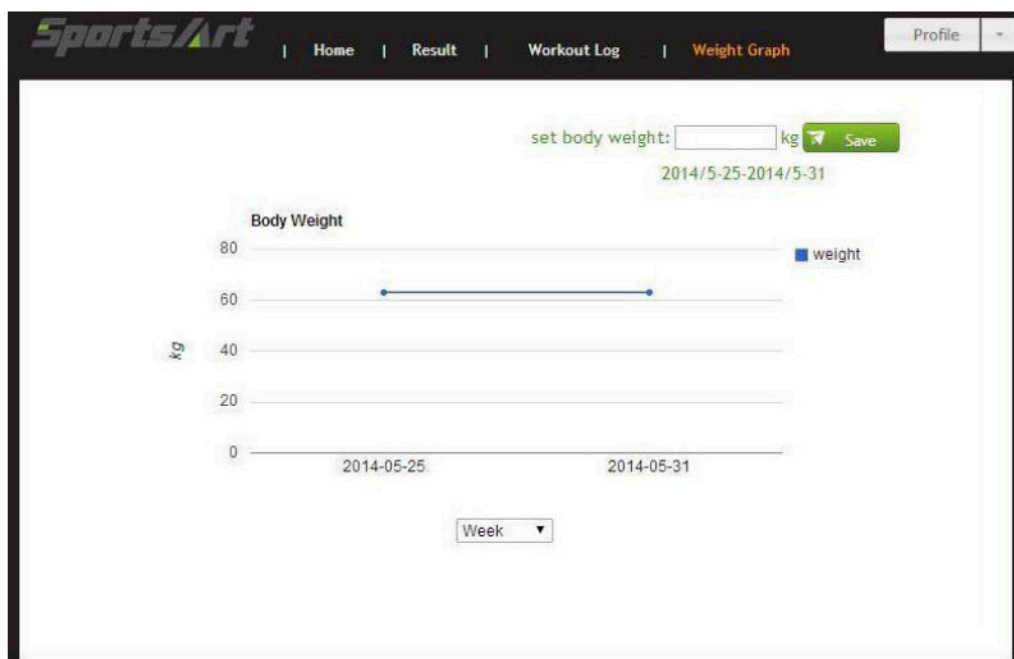 SportsArt
| Home | Result | Workout Log | Weight Graph
Profile
set body weight: kg Save
2014/5-25-2014/5-31
Body Weight
80
weight
60
kg
40
20
0
2014-05-25 2014-05-31
Week